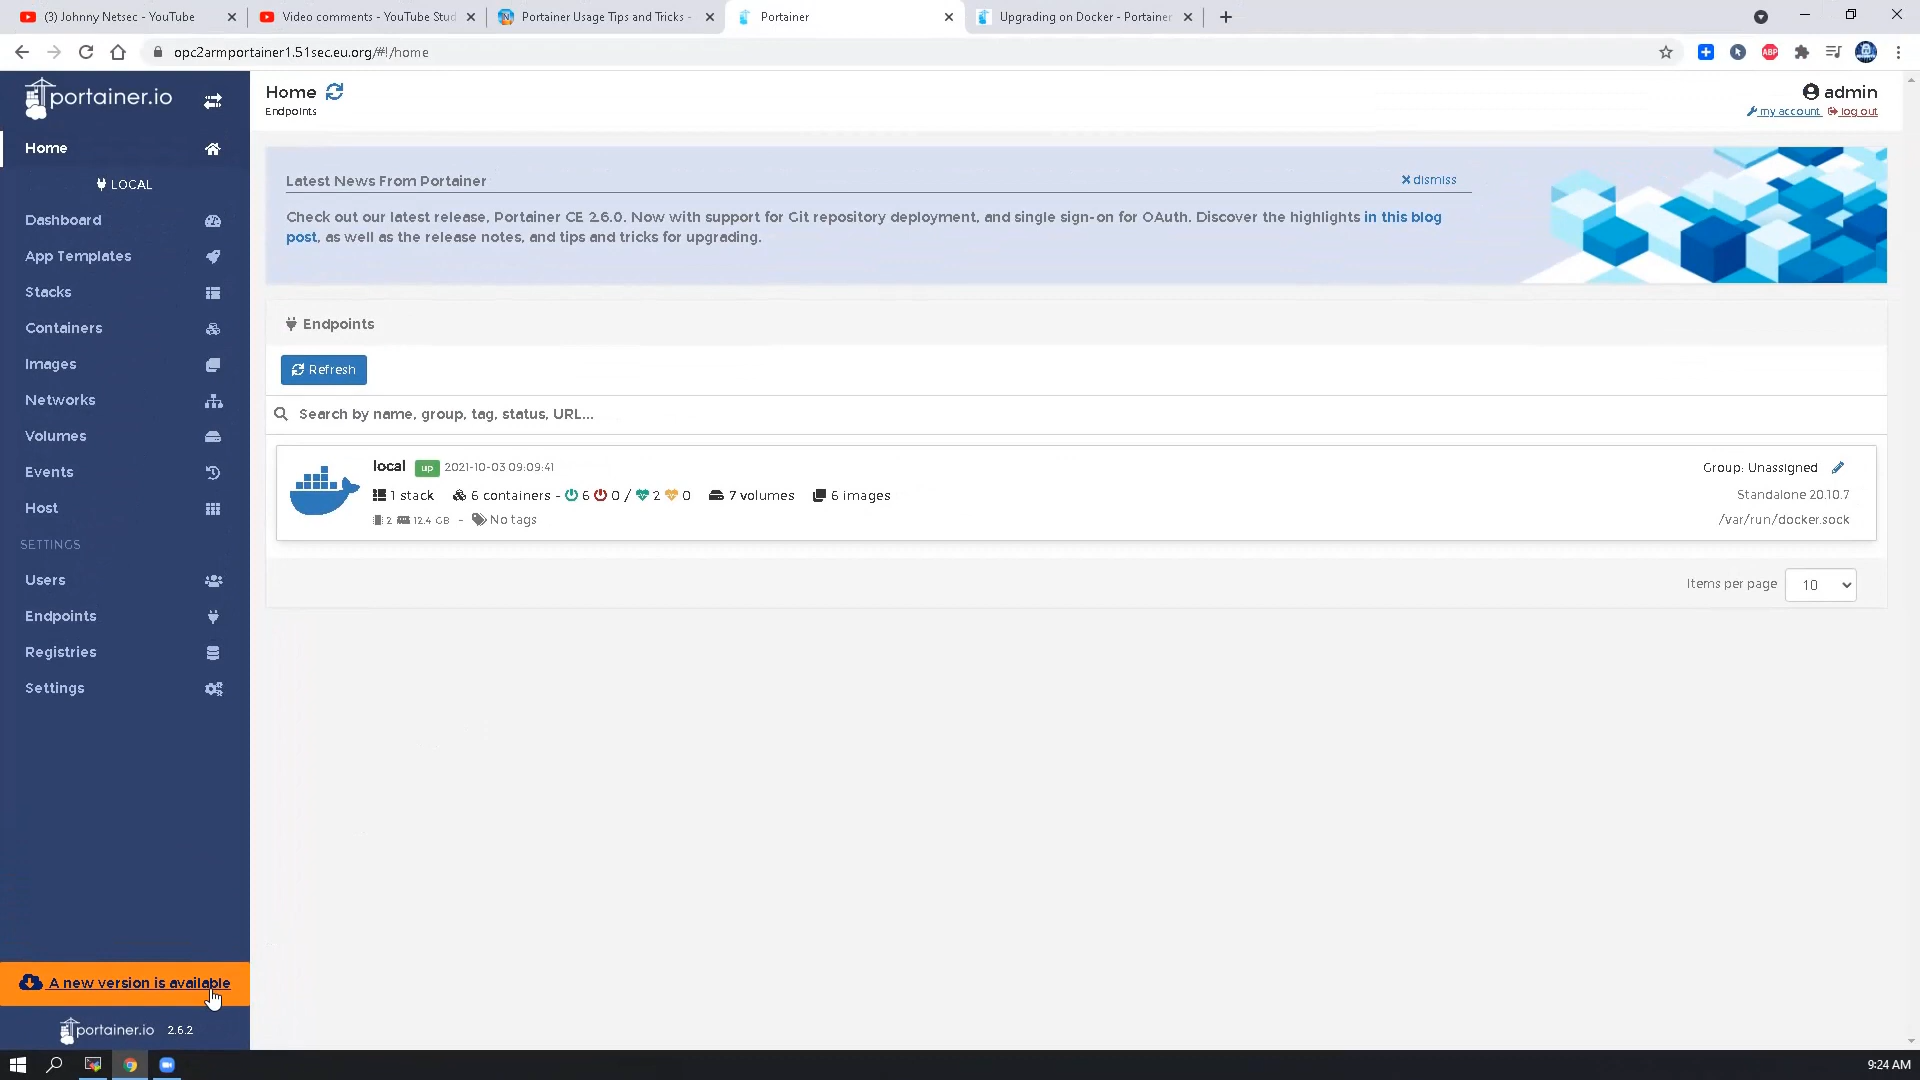 (3) Johnny Netsec - YouTube
Video comments - YouTube Stud
Portainer Usage Tips and Tricks -
Portainer
Upgrading on Docker - Portainer
opc2armportainer1.51sec.eu.org/#!/home
ABP
portainer.io
Home
LOCAL
Dashboard
App Templates
Stacks
Containers
Images
Networks
Volumes
Events
Host
SETTINGS
Users
Endpoints
Registries
Settings
A new version is available
portainer.io 2.6.2
Home
Endpoints
admin
my account log out
Latest News From Portainer
dismiss
Check out our latest release, Portainer CE 2.6.0. Now with support for Git repository deployment, and single sign-on for OAuth. Discover the highlights in this blog
post, as well as the release notes, and tips and tricks for upgrading.
Endpoints
Refresh
Search by name, group, tag, status, URL...
local up 2021-10-03 09:09:41
Group: Unassigned
1 stack 6 containers - 6 0 / 2 0 7 volumes 6 images
Standalone 20.10.7
2 12.4 GB - No tags
/var/run/docker.sock
Items per page 10
9:24 AM